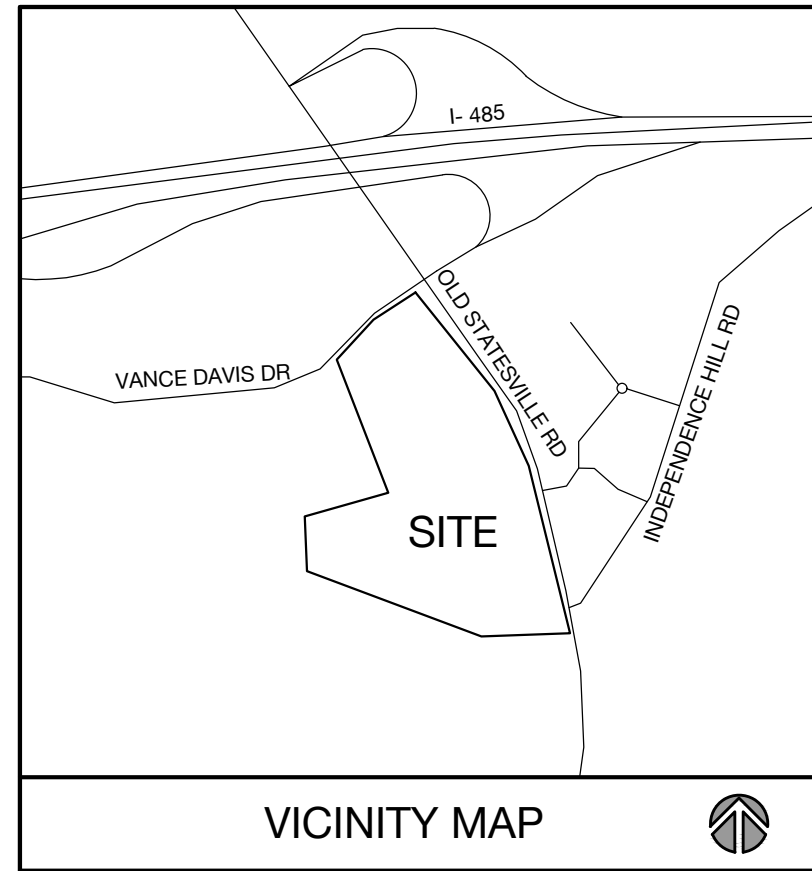 I- 485
OLD STATESVILLE RD
INDEPENDENCE HILL RD
VANCE DAVIS DR
SITE
VICINITY MAP